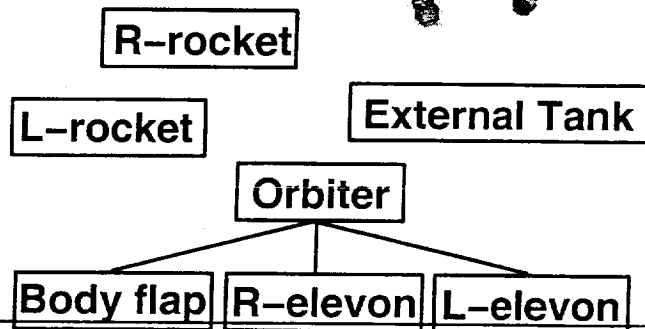 R–rocket
L–rocket
External Tank
Orbiter
Body flap
R–elevon
L–elevon